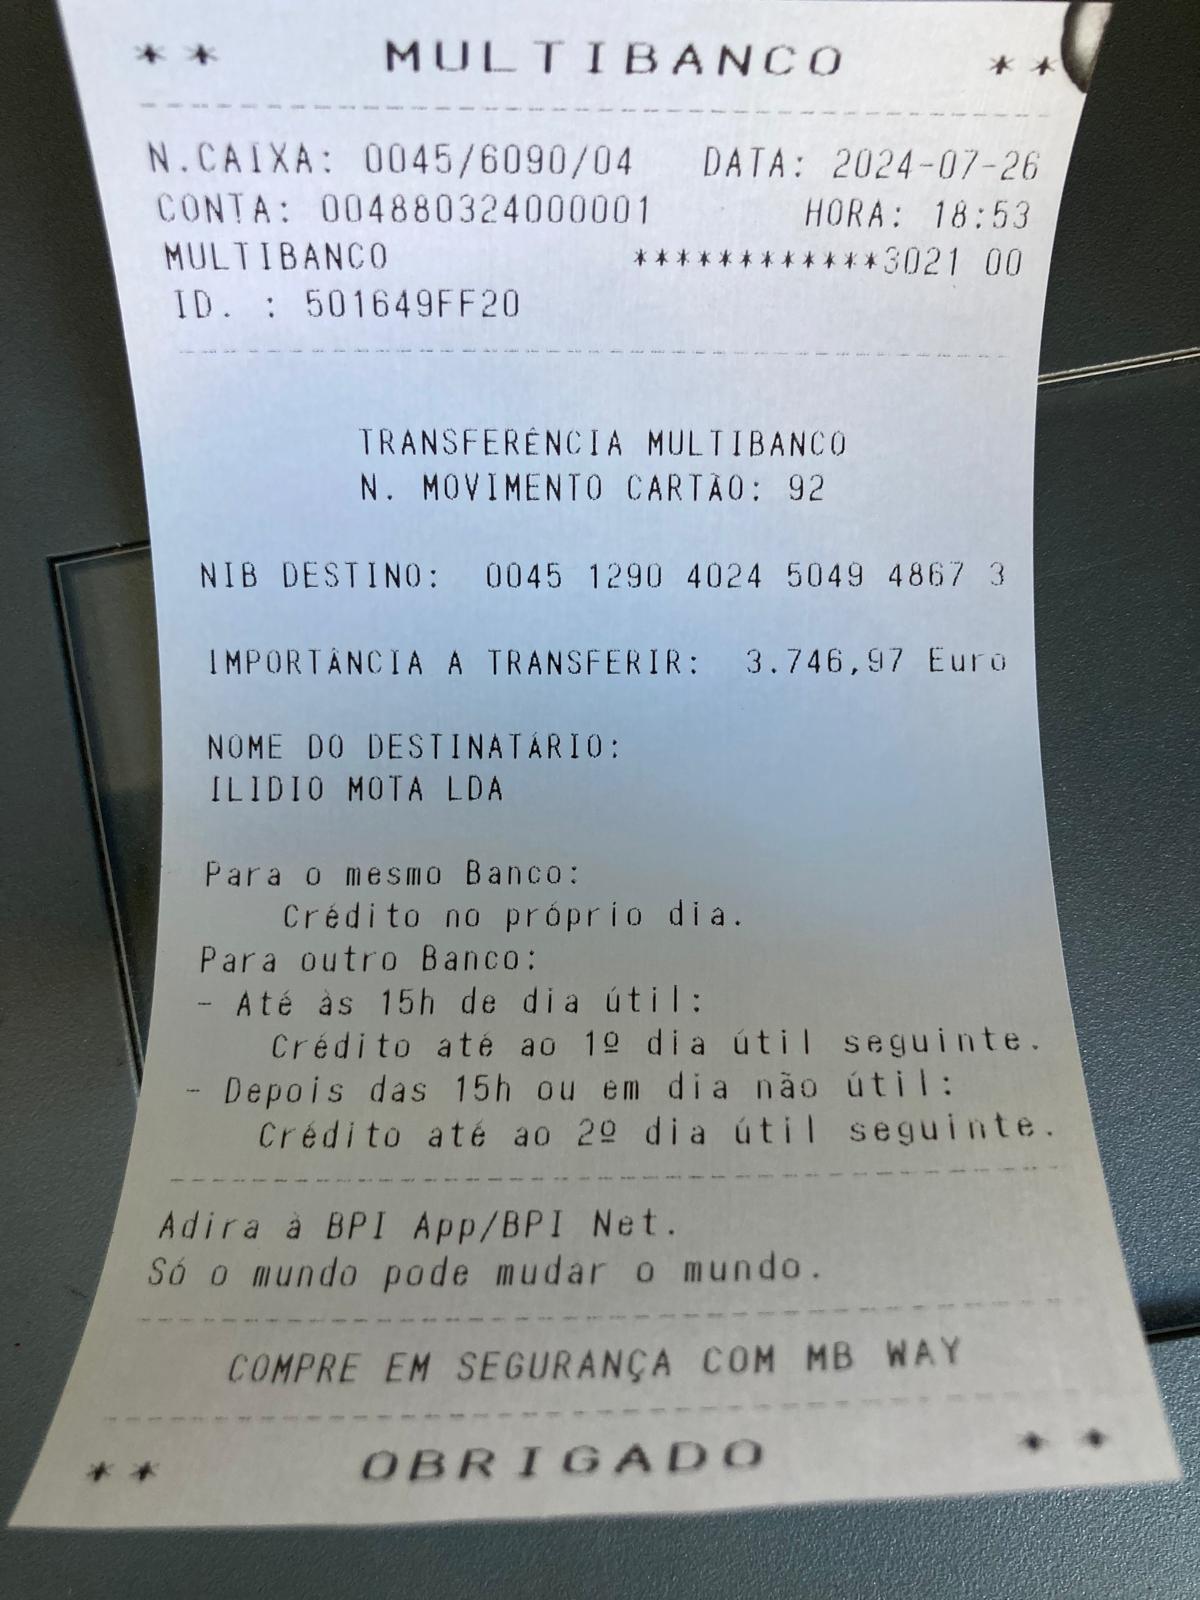 ** MULTIBANCO **
N.CAIXA: 0045/6090/04 DATA: 2024-07-26
CONTA: 004880324000001 HORA: 18:53
MULTIBANCO ************3021 00
ID. : 501649FF20
TRANSFERÊNCIA MULTIBANCO
N. MOVIMENTO CARTÃO: 92
NIB DESTINO: 0045 1290 4024 5049 4867 3
IMPORTÂNCIA A TRANSFERIR: 3.746,97 Euro
NOME DO DESTINATÁRIO:
ILIDIO MOTA LDA
Para o mesmo Banco:
Crédito no próprio dia.
Para outro Banco:
- Até às 15h de dia útil:
Crédito até ao 1º dia útil seguinte.
- Depois das 15h ou em dia não útil:
Crédito até ao 2º dia útil seguinte.
Adira à BPI App/BPI Net.
Só o mundo pode mudar o mundo.
COMPRE EM SEGURANÇA COM MB WAY
** OBRIGADO **